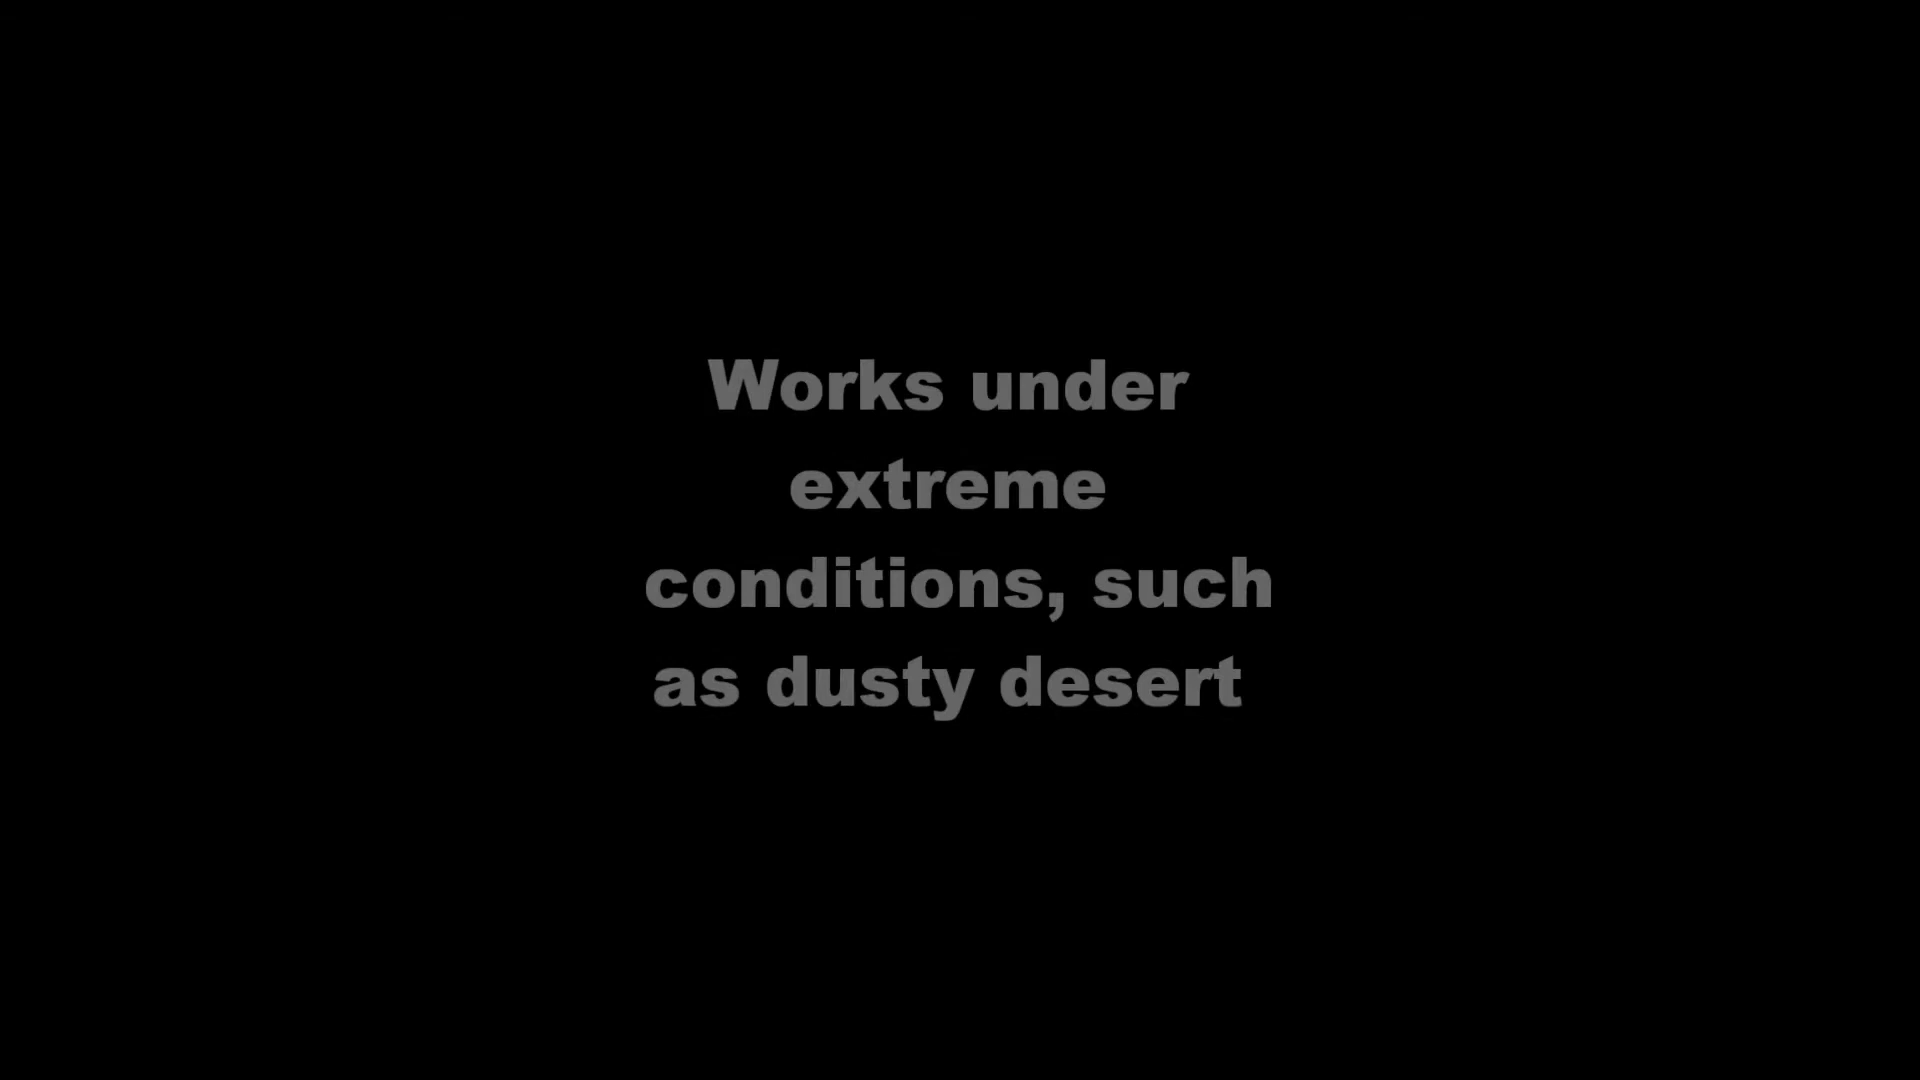 Works under
extreme
conditions, such
as dusty desert